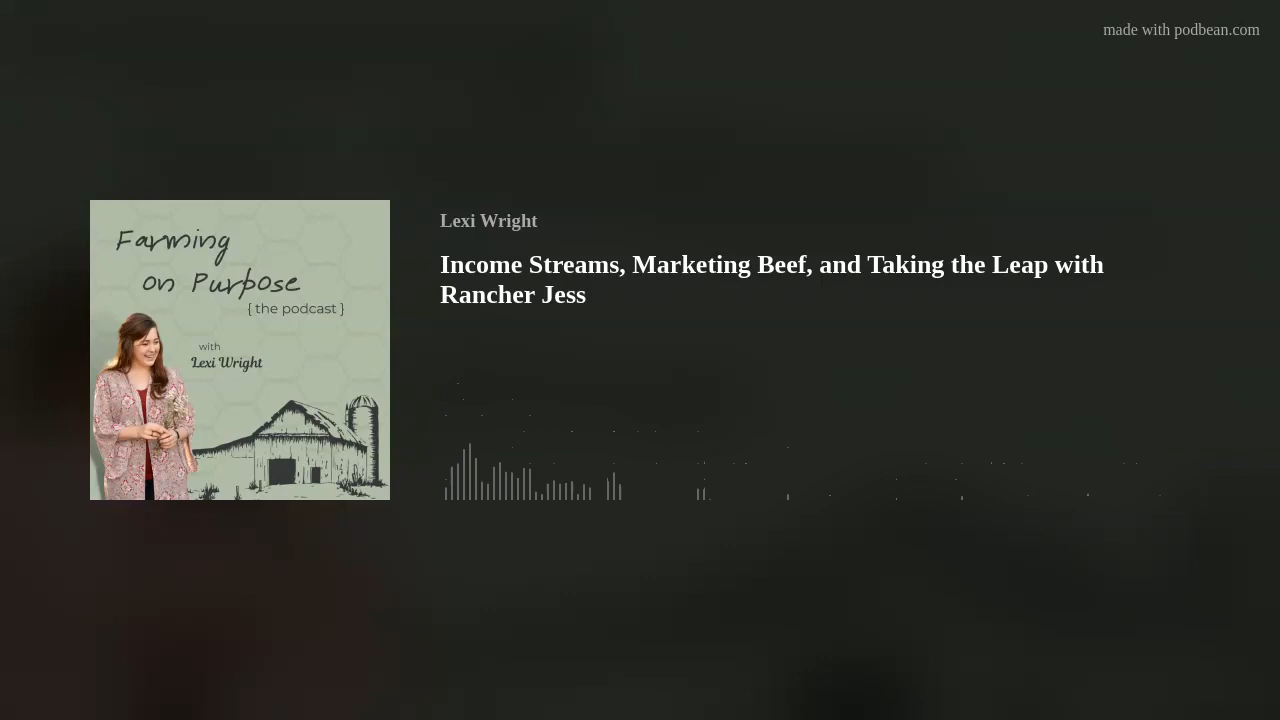 made with podbean.com
Farming
on Purpose
{ the podcast }
with
Lexi Wright
Lexi Wright
Income Streams, Marketing Beef, and Taking the Leap with
Rancher Jess